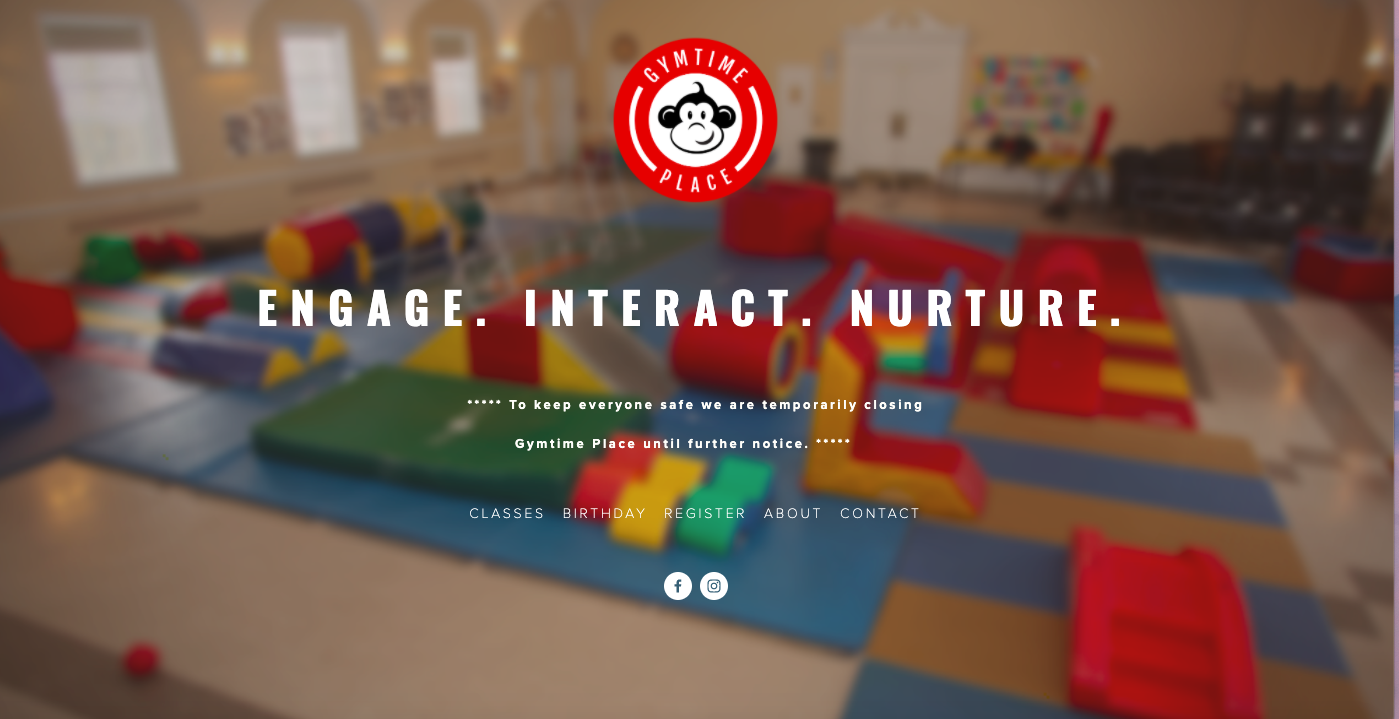 GYMTIME
PLACE
ENGAGE. INTERACT. NURTURE.
***** To keep everyone safe we are temporarily closing
Gymtime Place until further notice. *****
CLASSES BIRTHDAY REGISTER ABOUT CONTACT